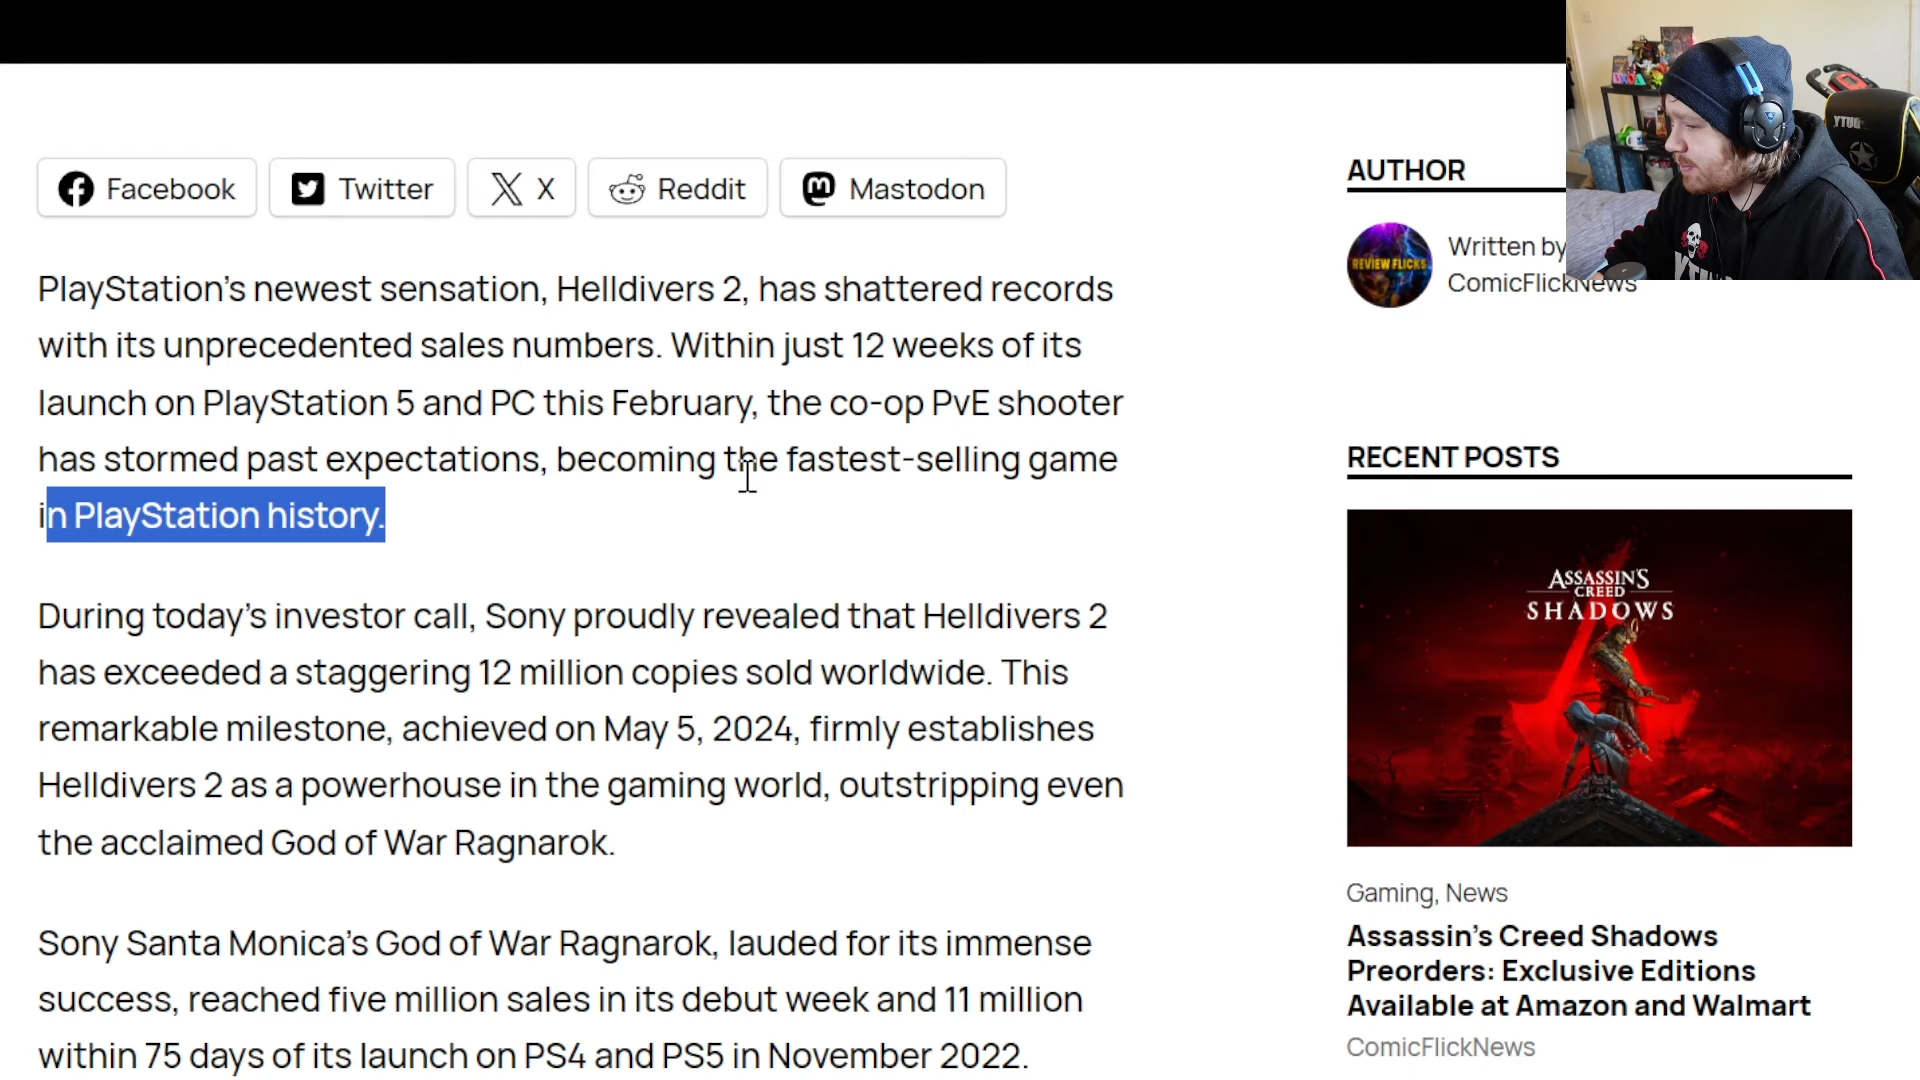 Facebook
Twitter
X
Reddit
Mastodon
PlayStation’s newest sensation, Helldivers 2, has shattered records
with its unprecedented sales numbers. Within just 12 weeks of its
launch on PlayStation 5 and PC this February, the co-op PvE shooter
has stormed past expectations, becoming the fastest-selling game
in PlayStation history.
During today’s investor call, Sony proudly revealed that Helldivers 2
has exceeded a staggering 12 million copies sold worldwide. This
remarkable milestone, achieved on May 5, 2024, firmly establishes
Helldivers 2 as a powerhouse in the gaming world, outstripping even
the acclaimed God of War Ragnarok.
Sony Santa Monica’s God of War Ragnarok, lauded for its immense
success, reached five million sales in its debut week and 11 million
within 75 days of its launch on PS4 and PS5 in November 2022.
AUTHOR
REVIEW FLICKS
Written by
ComicFlickNews
RECENT POSTS
ASSASSIN'S
CREED
SHADOWS
Gaming, News
Assassin’s Creed Shadows
Preorders: Exclusive Editions
Available at Amazon and Walmart
ComicFlickNews